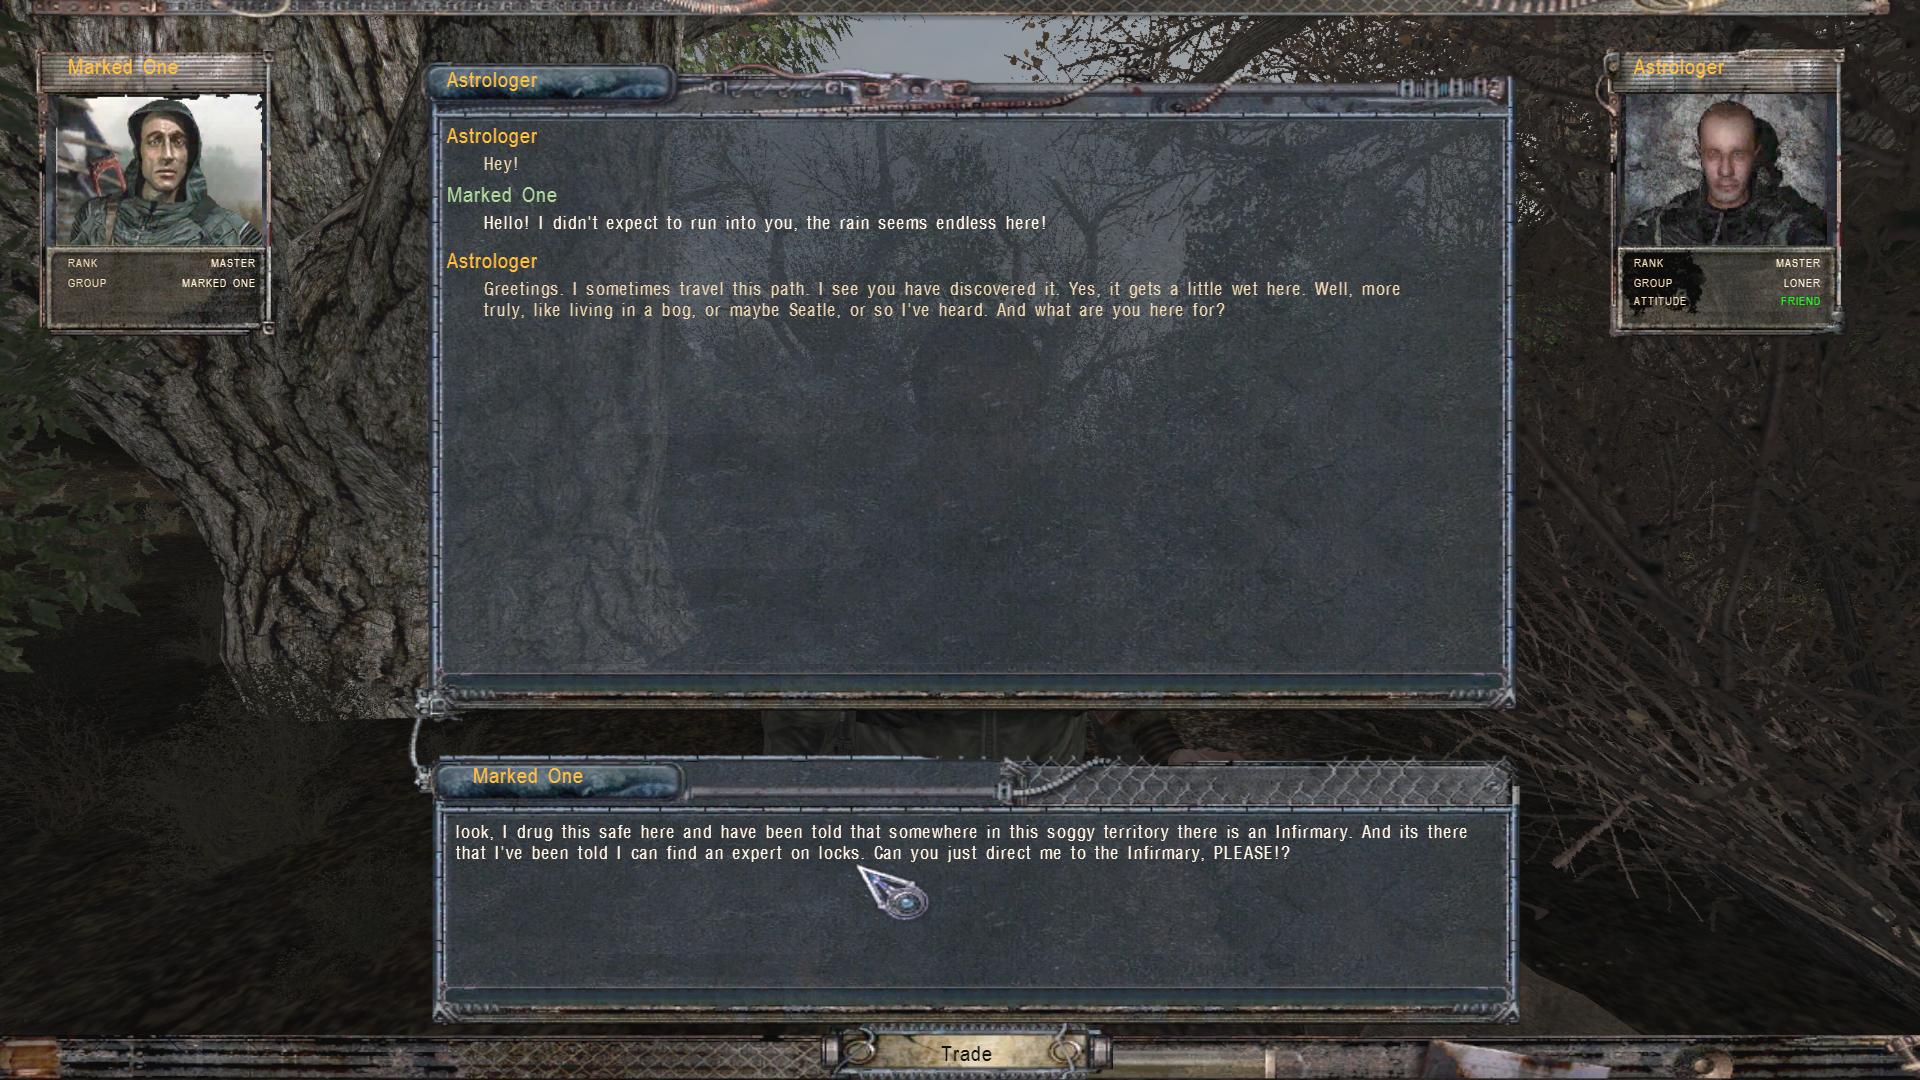 Marked One
RANK MASTER
GROUP MARKED ONE
Astrologer
Astrologer
Hey!
Marked One
Hello! I didn't expect to run into you, the rain seems endless here!
Astrologer
Greetings. I sometimes travel this path. I see you have discovered it. Yes, it gets a little wet here. Well, more
truly, like living in a bog, or maybe Seatle, or so I've heard. And what are you here for?
Astrologer
RANK MASTER
GROUP LONER
ATTITUDE FRIEND
Marked One
look, I drug this safe here and have been told that somewhere in this soggy territory there is an Infirmary. And its there
that I've been told I can find an expert on locks. Can you just direct me to the Infirmary, PLEASE!?
Trade